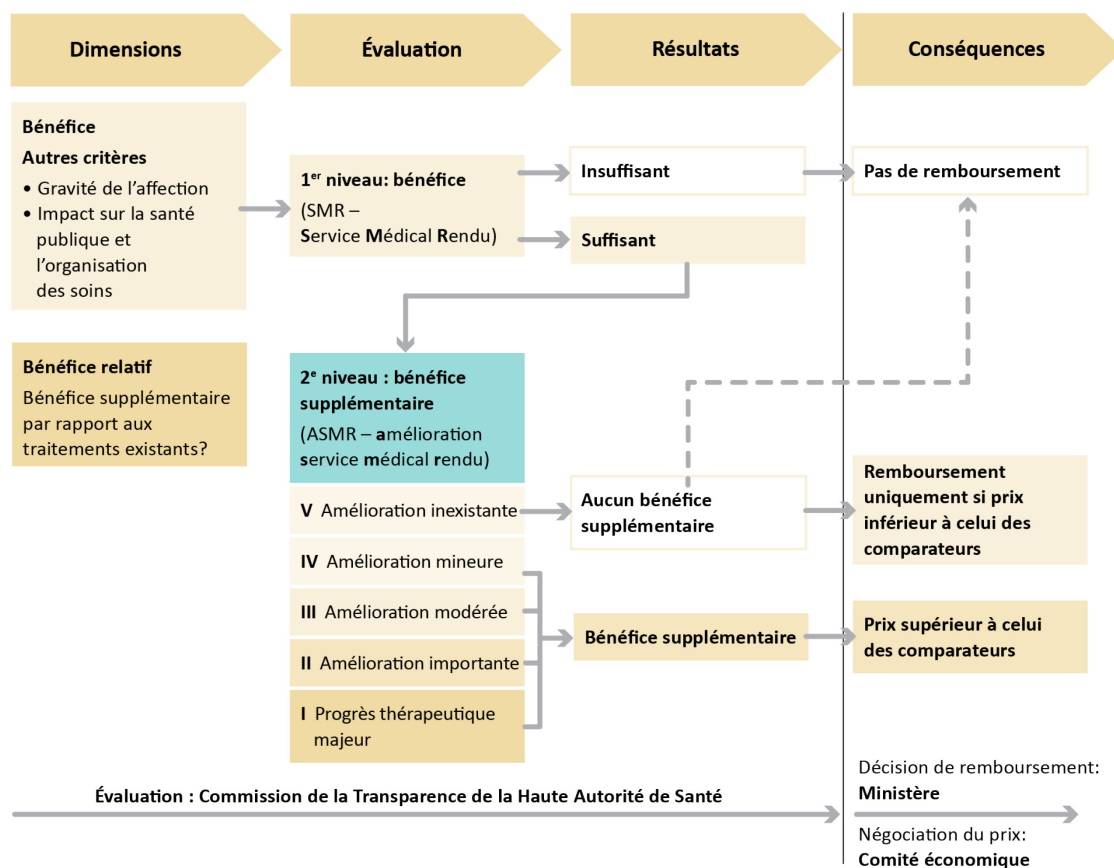 Dimensions
Évaluation
Résultats
Conséquences
Bénéfice
Autres critères
• Gravité de l'affection
• Impact sur la santé
publique et
l'organisation
des soins
1er niveau: bénéfice
(SMR –
Service Médical Rendu)
Insuffisant
Suffisant
Pas de remboursement
Bénéfice relatif
Bénéfice supplémentaire
par rapport aux
traitements existants?
2e niveau : bénéfice
supplémentaire
(ASMR – amélioration
service médical rendu)
V Amélioration inexistante
IV Amélioration mineure
III Amélioration modérée
II Amélioration importante
I Progrès thérapeutique
majeur
Aucun bénéfice
supplémentaire
Bénéfice supplémentaire
Remboursement
uniquement si prix
inférieur à celui des
comparateurs
Prix supérieur à celui
des comparateurs
Évaluation : Commission de la Transparence de la Haute Autorité de Santé
Décision de remboursement:
Ministère
Négociation du prix:
Comité économique